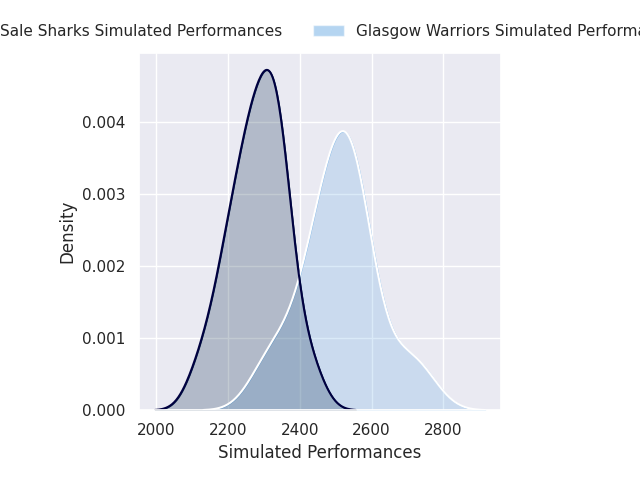 Sale Sharks Simulated Performances Glasgow Warriors Simulated Performa
0.004
0.003
0.002
0.001
0.000
Density
2000 2200 2400 2600 2800
Simulated Performances